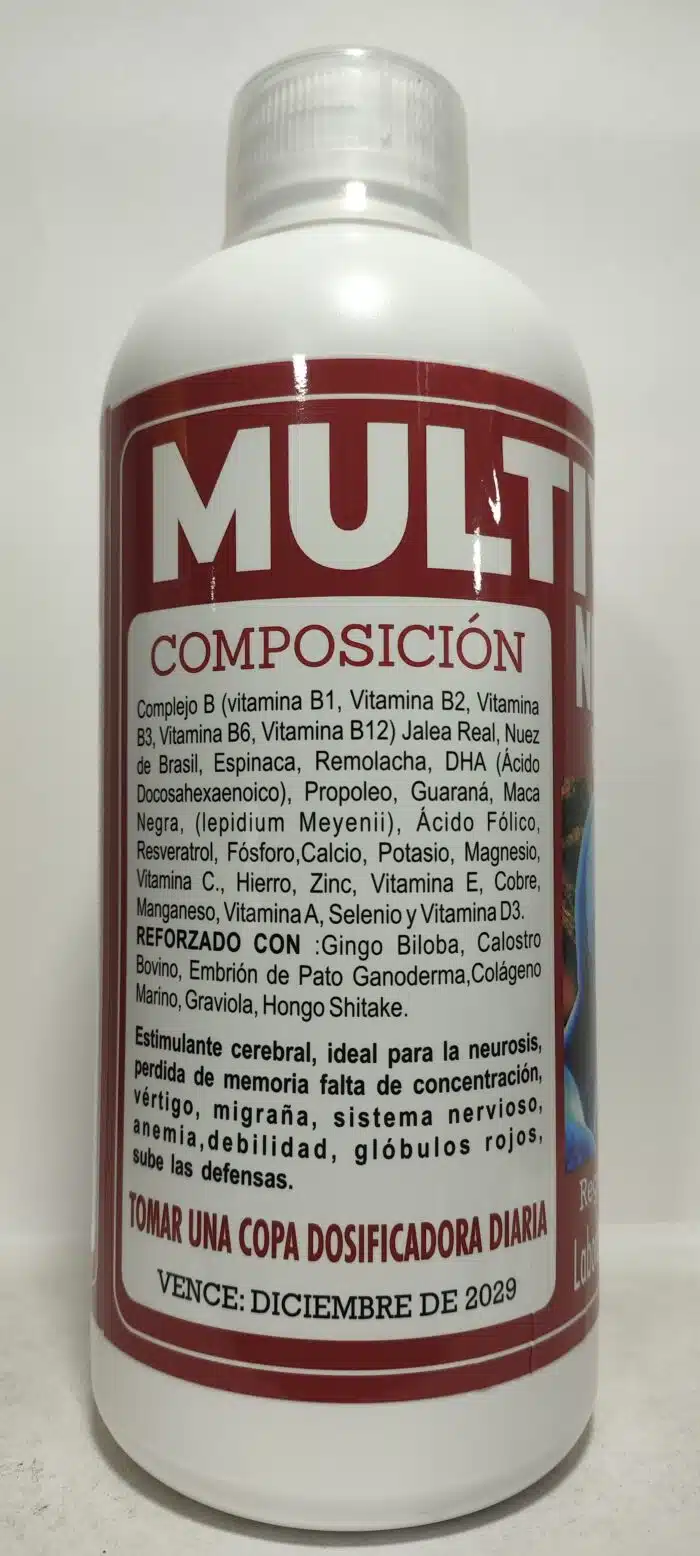 MULTI
N
COMPOSICIÓN
Complejo B (vitamina B1, Vitamina B2, Vitamina
B3, Vitamina B6, Vitamina B12) Jalea Real, Nuez
de Brasil, Espinaca, Remolacha, DHA (Ácido
Docosahexaenoico), Propoleo, Guaraná, Maca
Negra, (lepidium Meyenii), Ácido Fólico,
Resveratrol, Fósforo,Calcio, Potasio, Magnesio,
Vitamina C., Hierro, Zinc, Vitamina E, Cobre,
Manganeso, Vitamina A, Selenio y Vitamina D3.
REFORZADO CON :Gingo Biloba, Calostro
Bovino, Embrión de Pato Ganoderma,Colágeno
Marino, Graviola, Hongo Shitake.
Estimulante cerebral, ideal para la neurosis,
perdida de memoria falta de concentración,
vértigo, migraña, sistema nervioso,
anemia,debilidad, glóbulos rojos,
sube las defensas.
TOMAR UNA COPA DOSIFICADORA DIARIA
VENCE: DICIEMBRE DE 2029